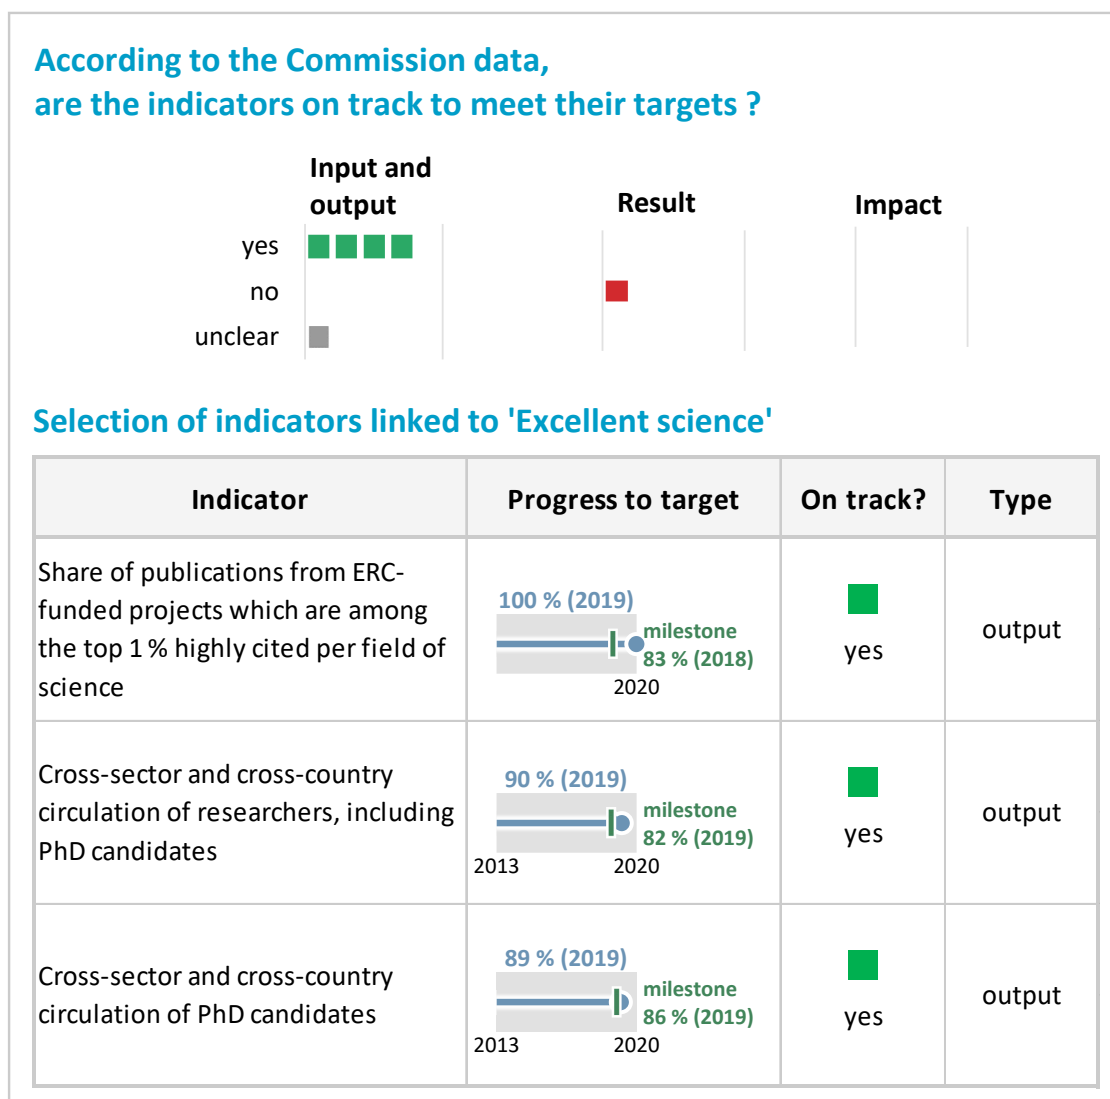 According to the Commission data,
are the indicators on track to meet their targets ?
Input and
output
Result
Impact
yes
no
unclear
Selection of indicators linked to 'Excellent science'
Indicator
Progress to target
On track?
Type
Share of publications from ERC-
funded projects which are among
the top 1 % highly cited per field of
science
100 % (2019)
milestone
83 % (2018)
2020
yes
output
Cross-sector and cross-country
circulation of researchers, including
PhD candidates
90 % (2019)
milestone
82 % (2019)
2013
2020
yes
output
Cross-sector and cross-country
circulation of PhD candidates
89 % (2019)
milestone
86 % (2019)
2013
2020
yes
output